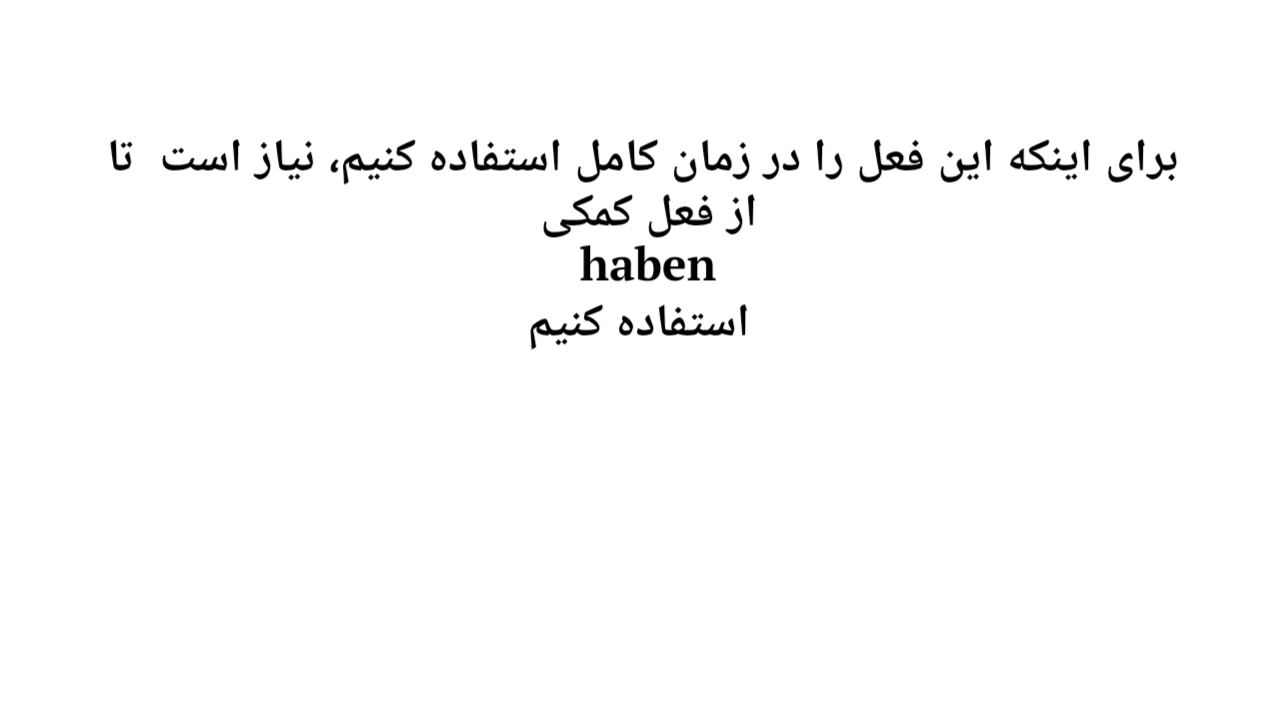 برای اینکه این فعل را در زمان کامل استفاده کنیم، نیاز است تا
از فعل کمکی
haben
استفاده کنیم